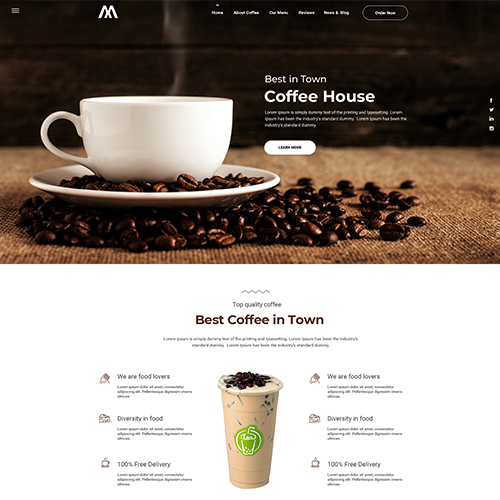 Home About Coffee Our Menu Reviews News & Blog Order Now
Best in Town
Coffee House
Lorem Ipsum is simply dummy text of the printing and typesetting. Lorem
Ipsum has been the industry's standard dummy. Lorem Ipsum has been the
industry's standard dummy.
LEARN MORE
Top quality coffee
Best Coffee in Town
Lorem Ipsum is simply dummy text of the printing and typesetting. Lorem Ipsum has been the industry's
standard dummy. Lorem Ipsum has been the industry's standard dummy.
We are food lovers
Lorem ipsum dolor sit amet, consectetur
adipiscing elit. Pellentesque dignissim viverra
ultrices.
Diversity in food
Lorem ipsum dolor sit amet, consectetur
adipiscing elit. Pellentesque dignissim viverra
ultrices.
100% Free Delivery
Lorem ipsum dolor sit amet, consectetur
adipiscing elit. Pellentesque dignissim viverra
ultrices.
We are food lovers
Lorem ipsum dolor sit amet, consectetur
adipiscing elit. Pellentesque dignissim viverra
ultrices.
Diversity in food
Lorem ipsum dolor sit amet, consectetur
adipiscing elit. Pellentesque dignissim viverra
ultrices.
100% Free Delivery
Lorem ipsum dolor sit amet, consectetur
adipiscing elit. Pellentesque dignissim viverra
ultrices.